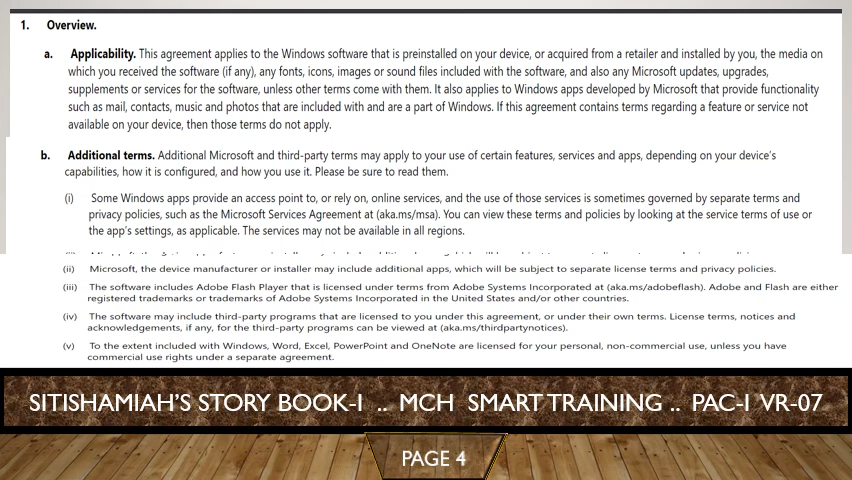 1. Overview.
a. Applicability. This agreement applies to the Windows software that is preinstalled on your device, or acquired from a retailer and installed by you, the media on
which you received the software (if any), any fonts, icons, images or sound files included with the software, and also any Microsoft updates, upgrades,
supplements or services for the software, unless other terms come with them. It also applies to Windows apps developed by Microsoft that provide functionality
such as mail, contacts, music and photos that are included with and are a part of Windows. If this agreement contains terms regarding a feature or service not
available on your device, then those terms do not apply.
b. Additional terms. Additional Microsoft and third-party terms may apply to your use of certain features, services and apps, depending on your device's
capabilities, how it is configured, and how you use it. Please be sure to read them.
(i) Some Windows apps provide an access point to, or rely on, online services, and the use of those services is sometimes governed by separate terms and
privacy policies, such as the Microsoft Services Agreement at (aka.ms/msa). You can view these terms and policies by looking at the service terms of use or
the app's settings, as applicable. The services may not be available in all regions.
(ii) Microsoft, the device manufacturer or installer may include additional apps, which will be subject to separate license terms and privacy policies.
(iii) The software includes Adobe Flash Player that is licensed under terms from Adobe Systems Incorporated at (aka.ms/adobeflash). Adobe and Flash are either
registered trademarks or trademarks of Adobe Systems Incorporated in the United States and/or other countries.
(iv) The software may include third-party programs that are licensed to you under this agreement, or under their own terms. License terms, notices and
acknowledgements, if any, for the third-party programs can be viewed at (aka.ms/thirdpartynotices).
(v) To the extent included with Windows, Word, Excel, PowerPoint and OneNote are licensed for your personal, non-commercial use, unless you have
commercial use rights under a separate agreement.
SITISHAMIAH'S STORY BOOK-I .. MCH SMART TRAINING .. PAC-I VR-07
PAGE 4